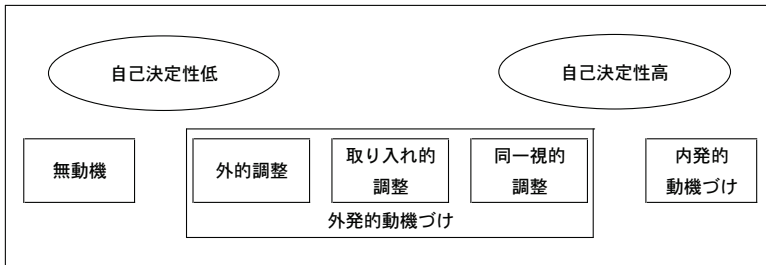 自己決定性低
自己決定性高
無動機
外的調整
取り入れ的
調整
同一視的
調整
内発的
動機づけ
外発的動機づけ